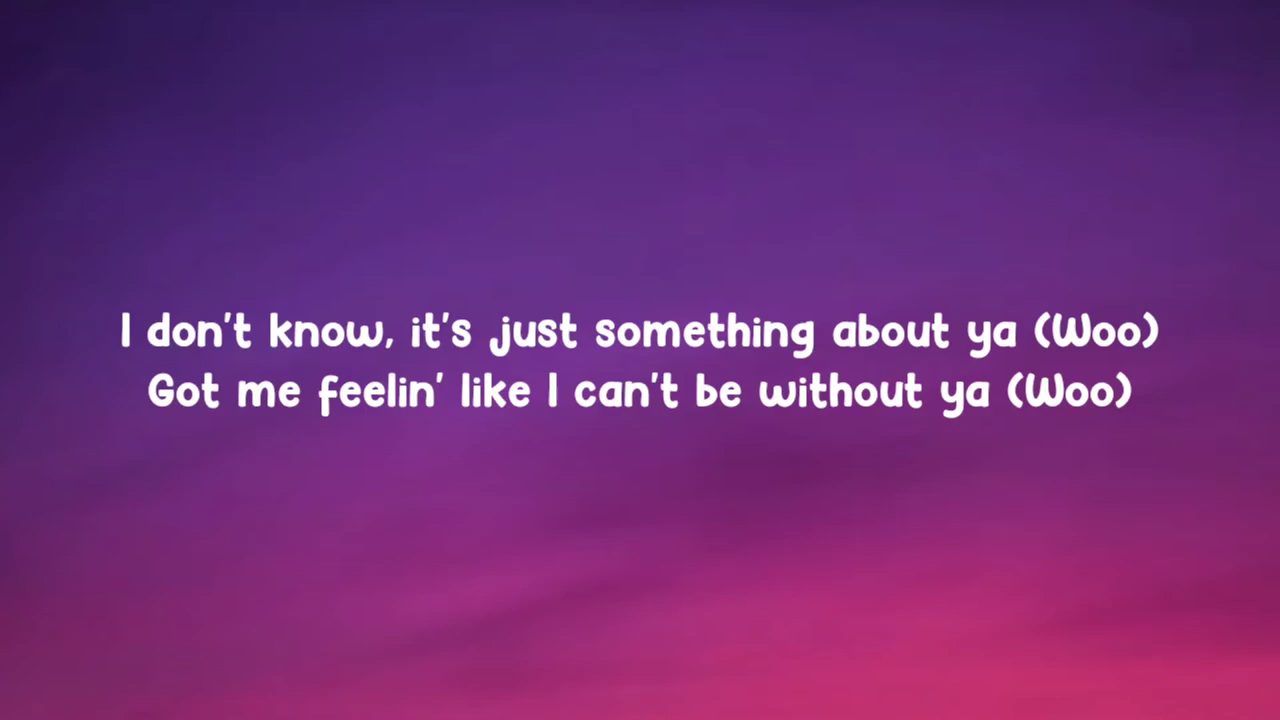 I don't know, it's just something about ya (Woo)
Got me feelin' like I can't be without ya (Woo)